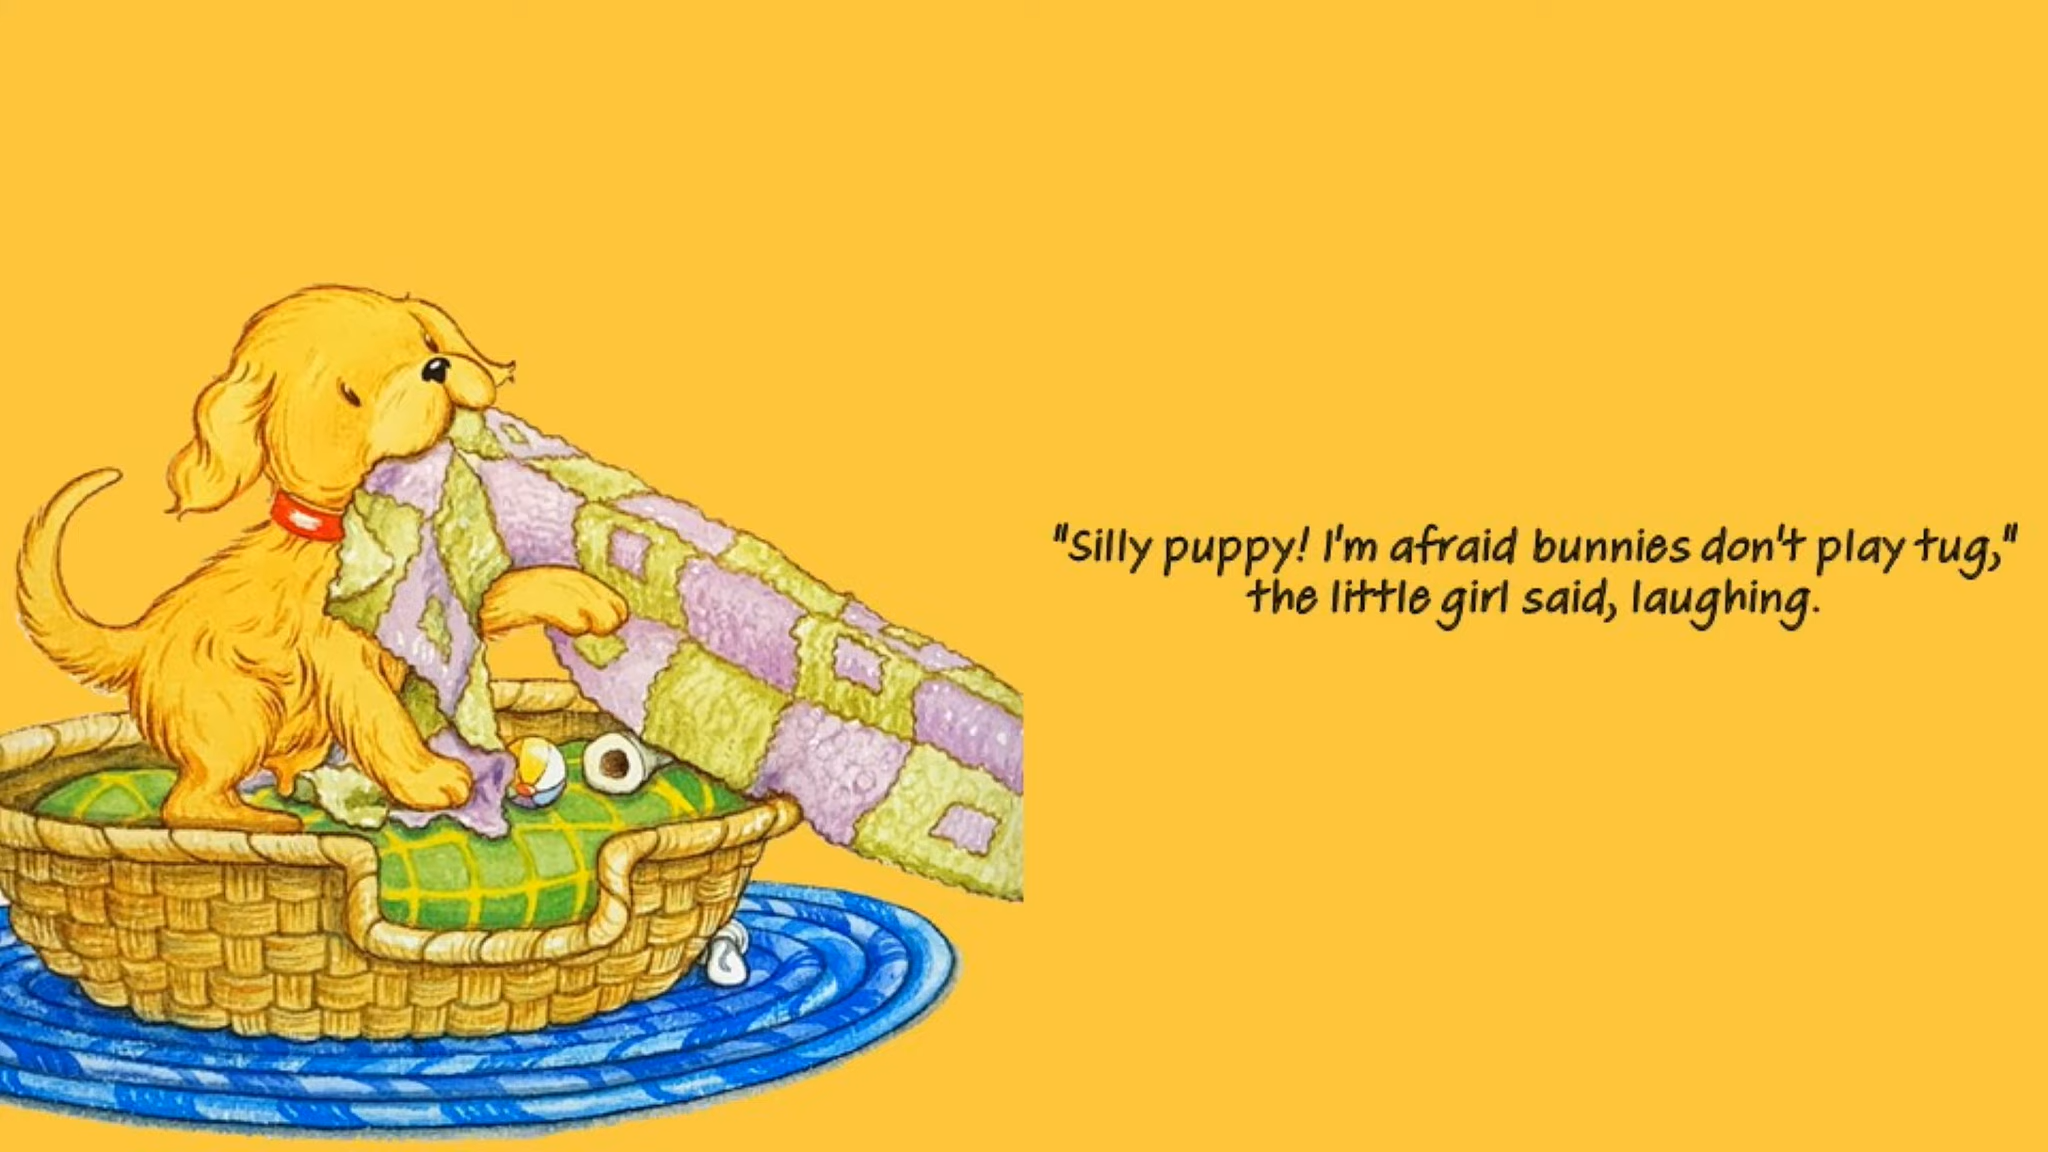 "Silly puppy! I'm afraid bunnies don't play tug,"
the little girl said, laughing.